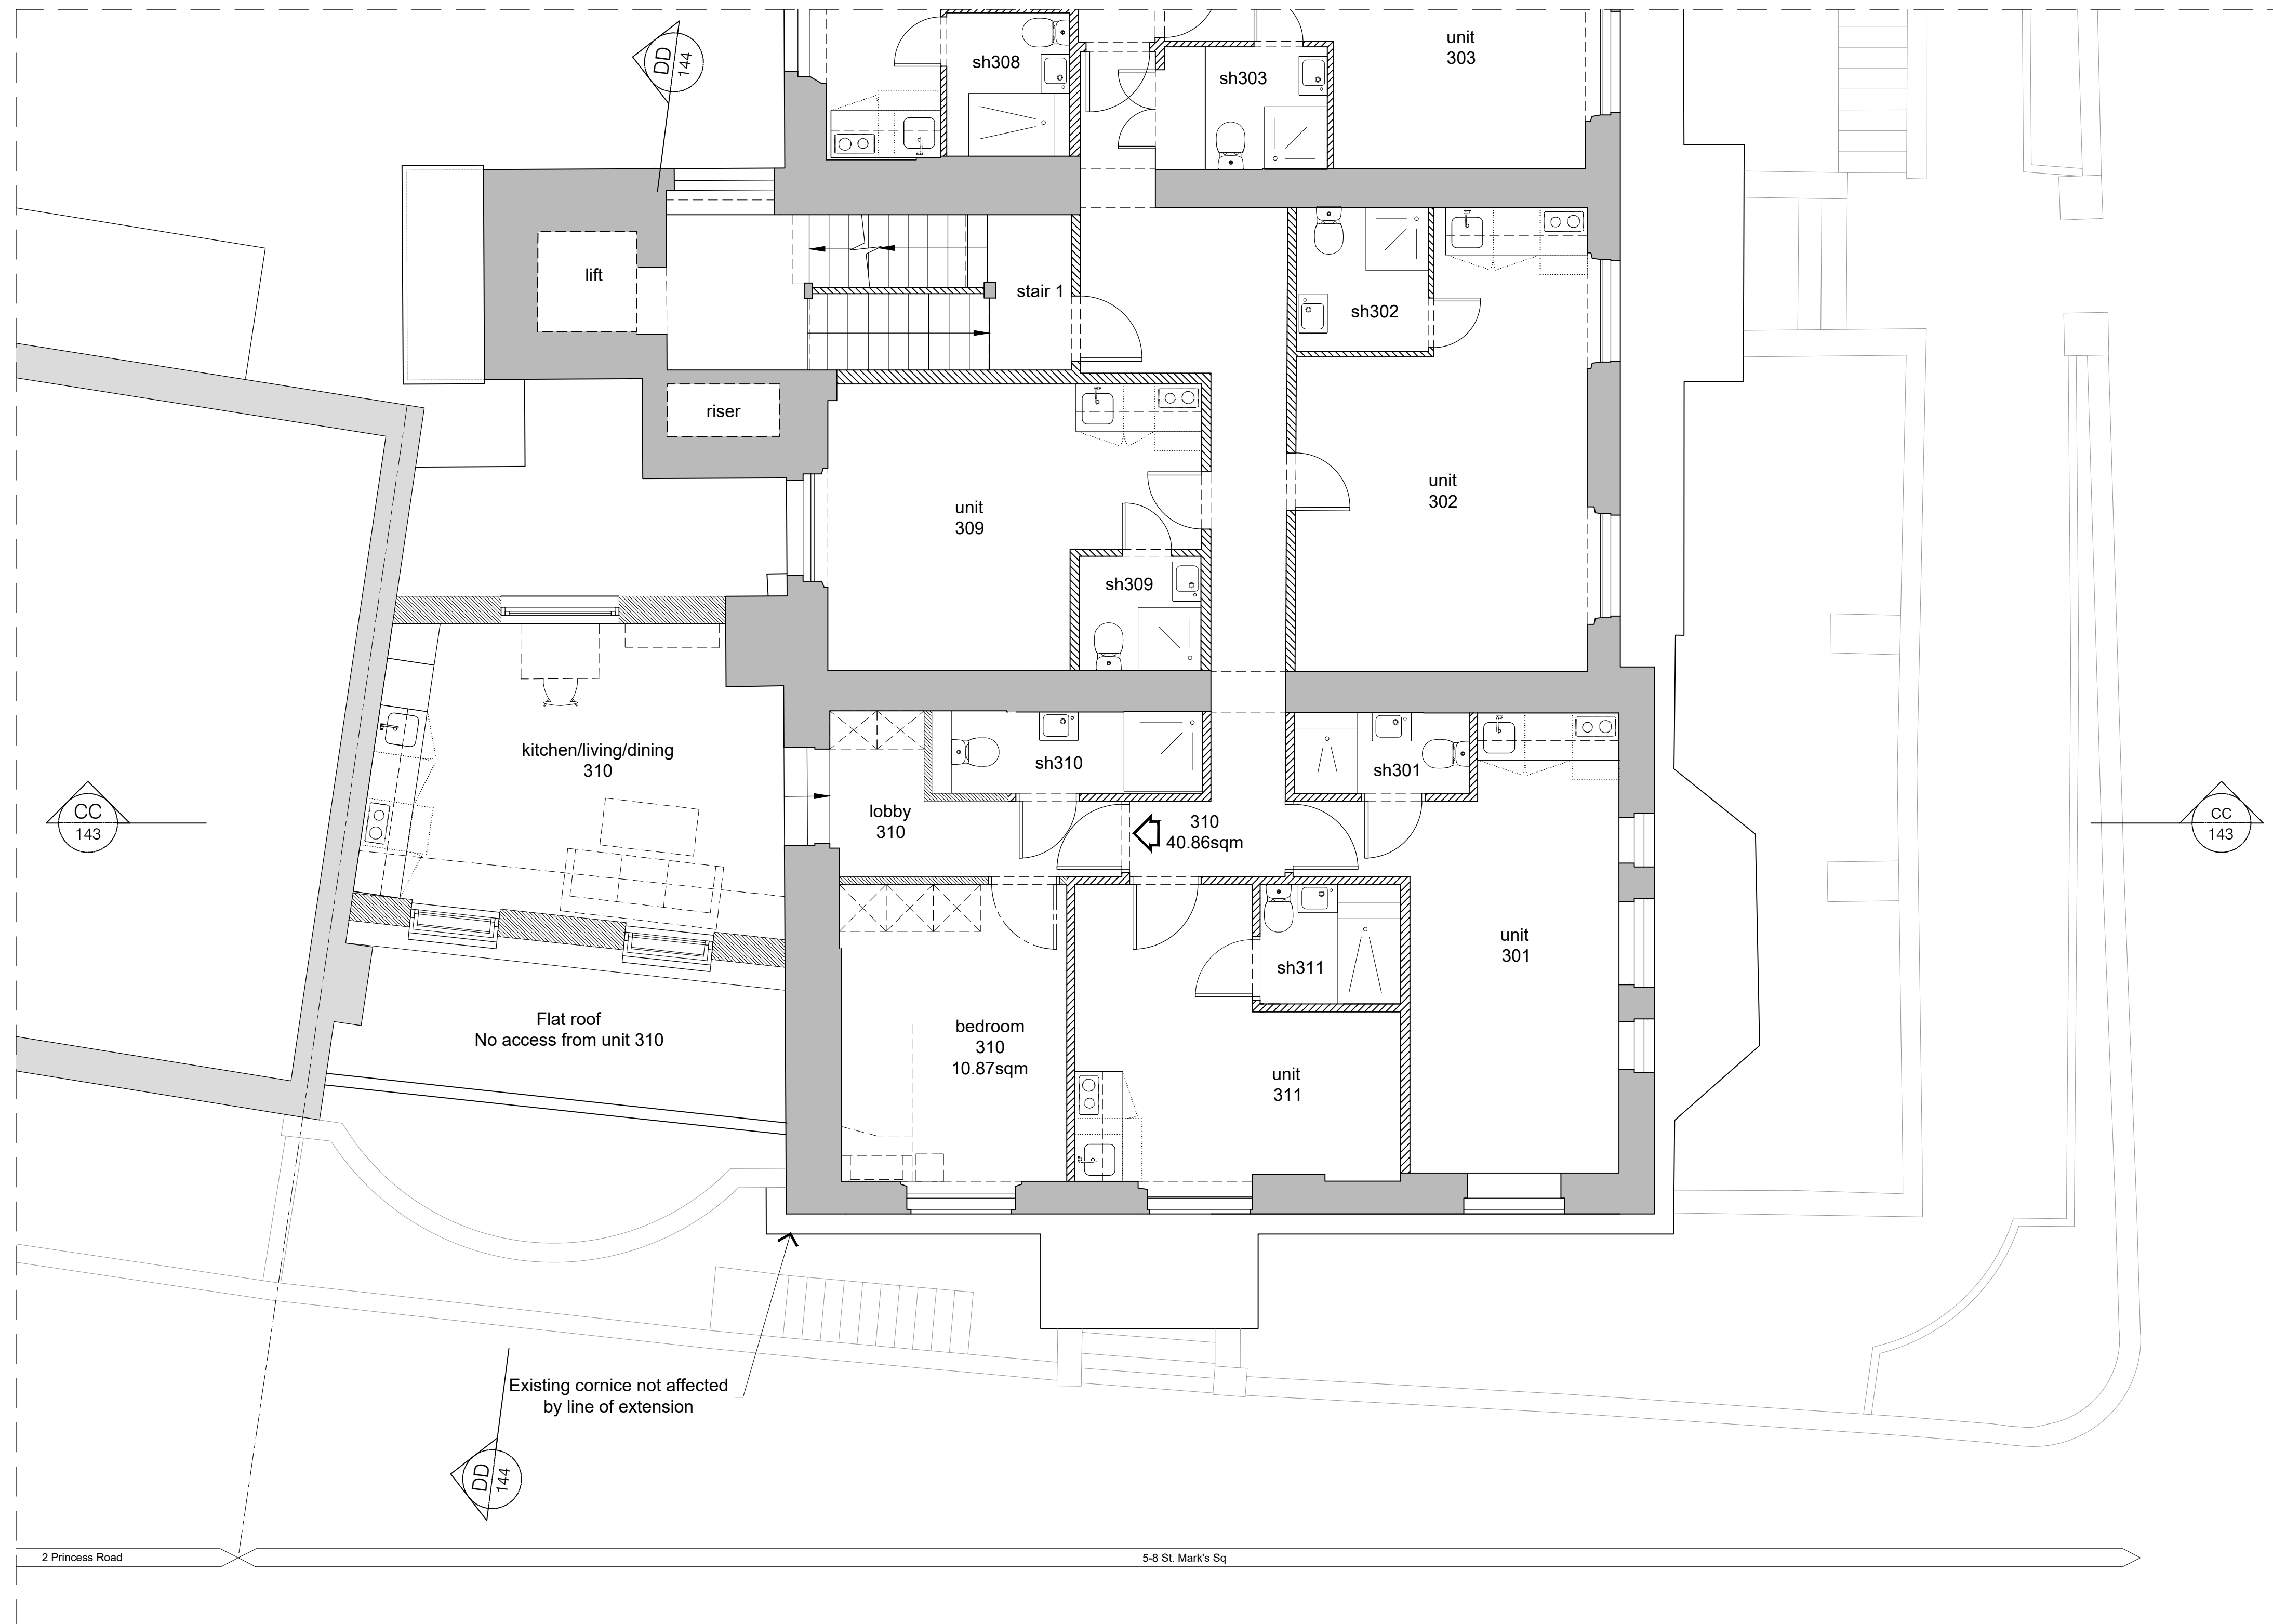 DD
144
sh308
sh303
unit
303
lift
stair 1
sh302
riser
unit
309
unit
302
sh309
kitchen/living/dining
310
sh310
sh301
lobby
310
310
40.86sqm
CC
143
CC
143
unit
301
sh311
Flat roof
No access from unit 310
bedroom
310
10.87sqm
unit
311
Existing cornice not affected
by line of extension
DD
144
2 Princess Road
5-8 St. Mark's Sq